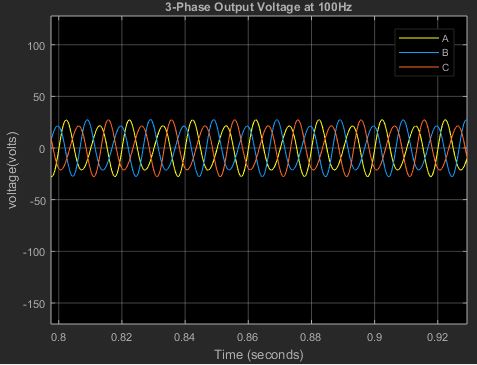 3-Phase Output Voltage at 100Hz
A
B
C
100
50
0
-50
-100
-150
voltage(volts)
0.8
0.82
0.84
0.86
0.88
0.9
0.92
Time (seconds)